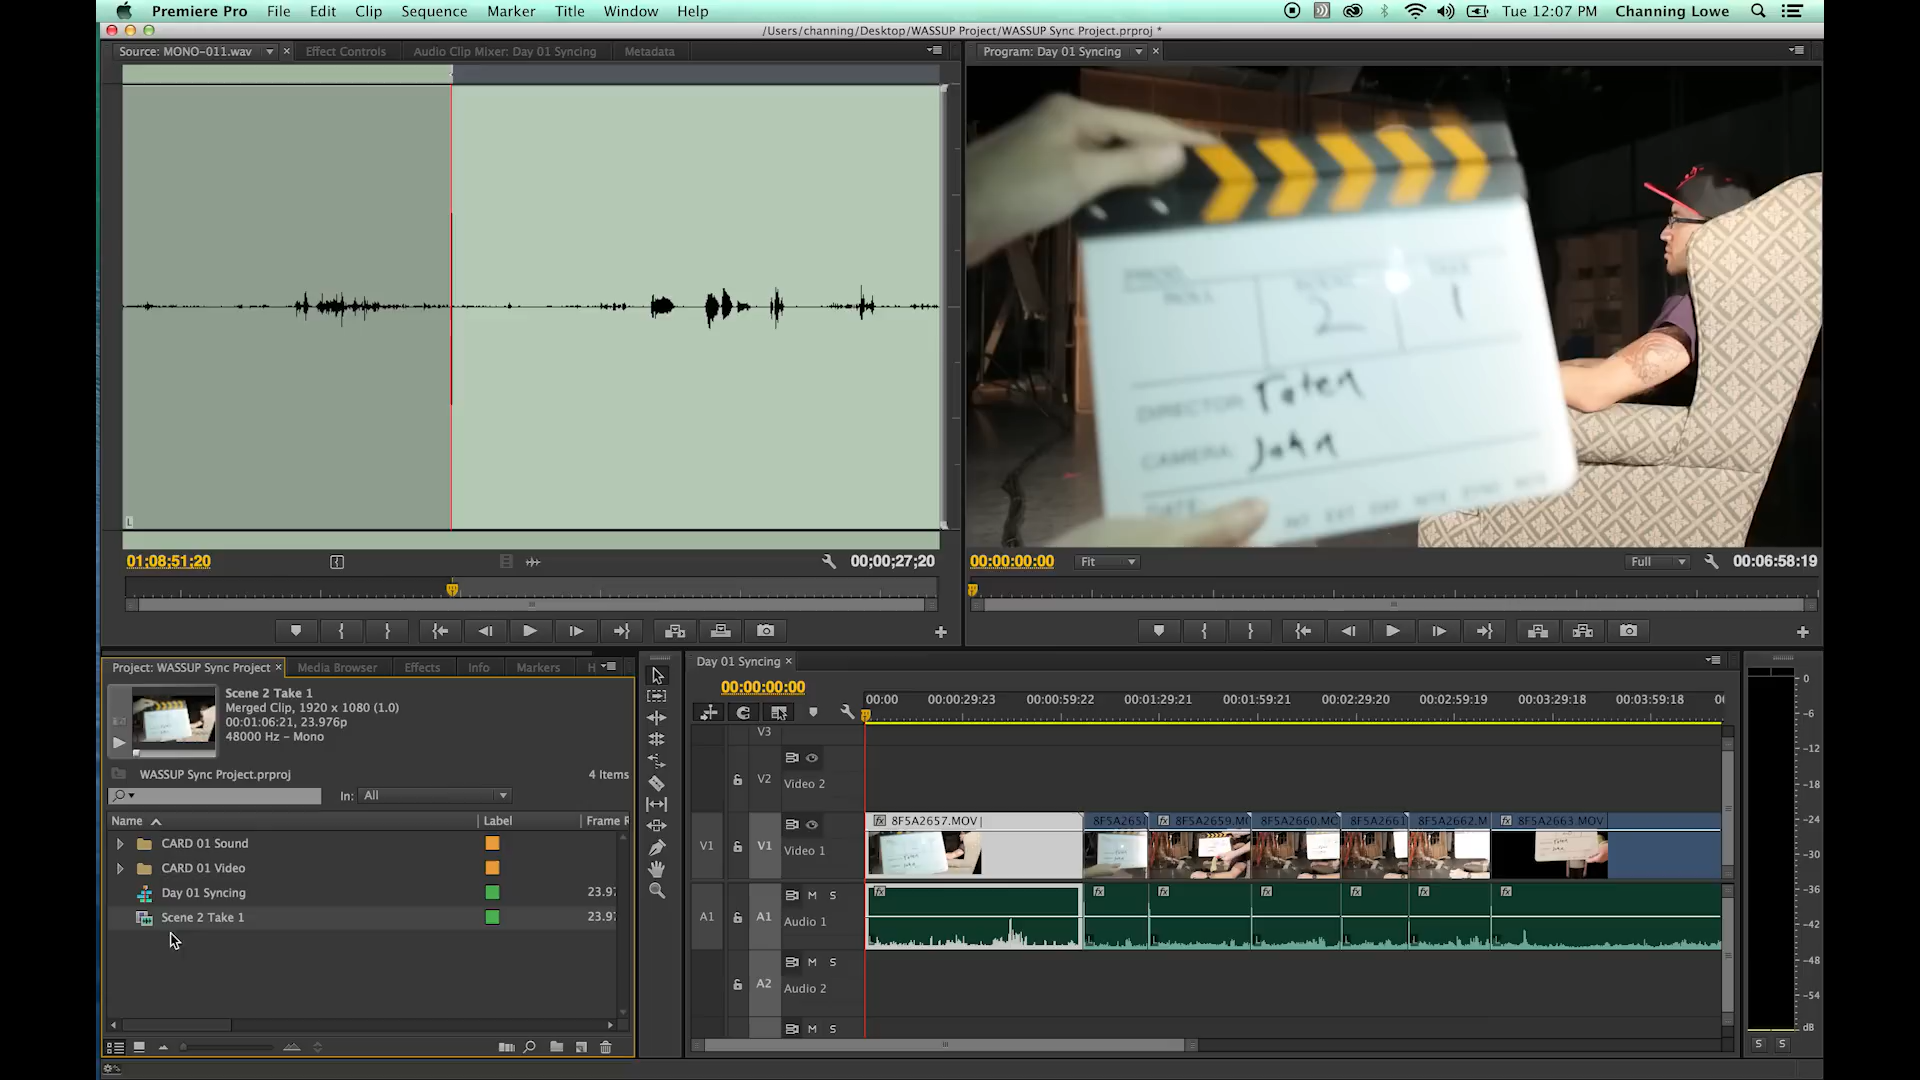 Premiere Pro File Edit Clip Sequence Marker Title Window Help Tue 12:07 PM Channing Lowe
/Users/channing/Desktop/WASSUP Project/WASSUP Sync Project.prproj *
Source: MONO-011.wav Effect Controls Audio Clip Mixer: Day 01 Syncing Metadata
Program: Day 01 Syncing
ROLL
2 1
DIRECTOR: Toten
CAMERA: John
DATE:
L
01;08;51;20 00;00;27;20
00:00:00:00 Fit Full 00:06:58:19
Project: WASSUP Sync Project Media Browser Effects Info Markers H
Scene 2 Take 1
Merged Clip, 1920 x 1080 (1.0)
00:01:06:21, 23.976p
48000 Hz - Mono
WASSUP Sync Project.prproj 4 Items
In: All
Name Label Frame R
CARD 01 Sound
CARD 01 Video
Day 01 Syncing 23.97
Scene 2 Take 1 23.97
Day 01 Syncing
00:00:00:00
00:00 00:00:29:23 00:00:59:22 00:01:29:21 00:01:59:21 00:02:29:20 00:02:59:19 00:03:29:18 00:03:59:18 00
V3
V2 Video 2
8F5A2657.MOV 8F5A265 8F5A2659.MO 8F5A2660.MC 8F5A2661 8F5A2662.M 8F5A2663.MOV
V1 V1 Video 1
M S
A1 A1 Audio 1
M S
A2 Audio 2
M S
0
-6
-12
-18
-24
-30
-36
-42
-48
-54
dB
S S